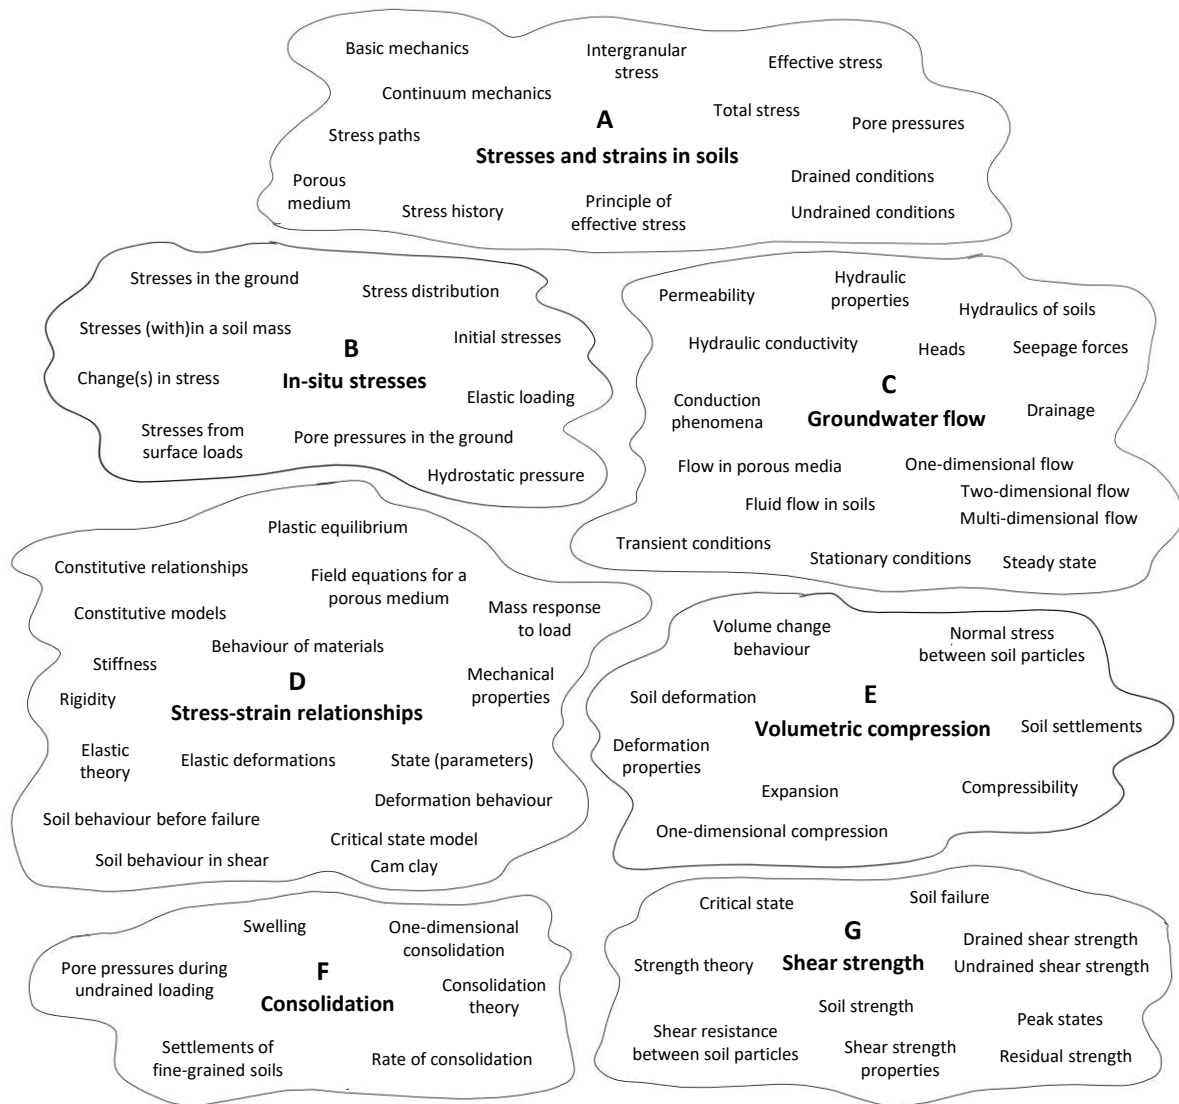 Basic mechanics
Intergranular
stress
Effective stress
Continuum mechanics
Total stress
A
Pore pressures
Stress paths
Stresses and strains in soils
Porous
medium
Drained conditions
Stress history
Principle of
effective stress
Undrained conditions
Stresses in the ground
Stress distribution
Stresses (with)in a soil mass
Initial stresses
B
In-situ stresses
Change(s) in stress
Elastic loading
Stresses from
surface loads
Pore pressures in the ground
Hydrostatic pressure
Permeability
Hydraulic
properties
Hydraulics of soils
Hydraulic conductivity
Heads
Seepage forces
C
Groundwater flow
Conduction
phenomena
Drainage
Flow in porous media
One-dimensional flow
Two-dimensional flow
Multi-dimensional flow
Fluid flow in soils
Transient conditions
Stationary conditions
Steady state
Plastic equilibrium
Constitutive relationships
Field equations for a
porous medium
Constitutive models
Mass response
to load
Behaviour of materials
Stiffness
D
Mechanical
properties
Rigidity
Stress-strain relationships
Elastic
theory
Elastic deformations
State (parameters)
Deformation behaviour
Soil behaviour before failure
Critical state model
Soil behaviour in shear
Cam clay
Volume change
behaviour
Normal stress
between soil particles
Soil deformation
E
Volumetric compression
Soil settlements
Deformation
properties
Expansion
Compressibility
One-dimensional compression
Swelling
One-dimensional
consolidation
Pore pressures during
undrained loading
F
Consolidation
Consolidation
theory
Settlements of
fine-grained soils
Rate of consolidation
Critical state
Soil failure
G
Shear strength
Drained shear strength
Undrained shear strength
Strength theory
Soil strength
Peak states
Shear resistance
between soil particles
Shear strength
properties
Residual strength